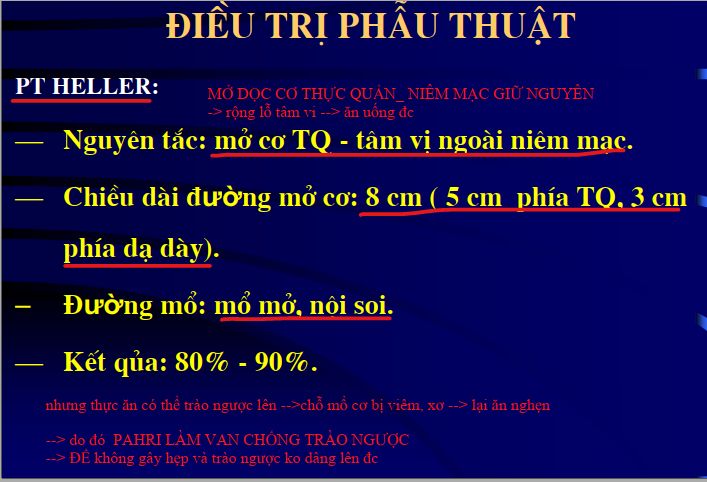 ĐIỀU TRỊ PHẪU THUẬT
PT HELLER:
MỞ DỌC CƠ THỰC QUẢN_ NIÊM MẠC GIỮ NGUYÊN
-> rộng lỗ tâm vi --> ăn uống đc
— Nguyên tắc: mở cơ TQ - tâm vị ngoài niêm mạc.
— Chiều dài đường mở cơ: 8 cm ( 5 cm phía TQ, 3 cm
phía dạ dày).
– Đường mổ: mổ mở, nội soi.
— Kết qủa: 80% - 90%.
nhưng thực ăn có thể trào ngược lên -->chỗ mổ cơ bị viêm, xơ --> lại ăn nghẹn
--> do đó PAHRI LÀM VAN CHỐNG TRÀO NGƯỢC
--> ĐỂ không gây hẹp và trào ngược ko dâng lên đc